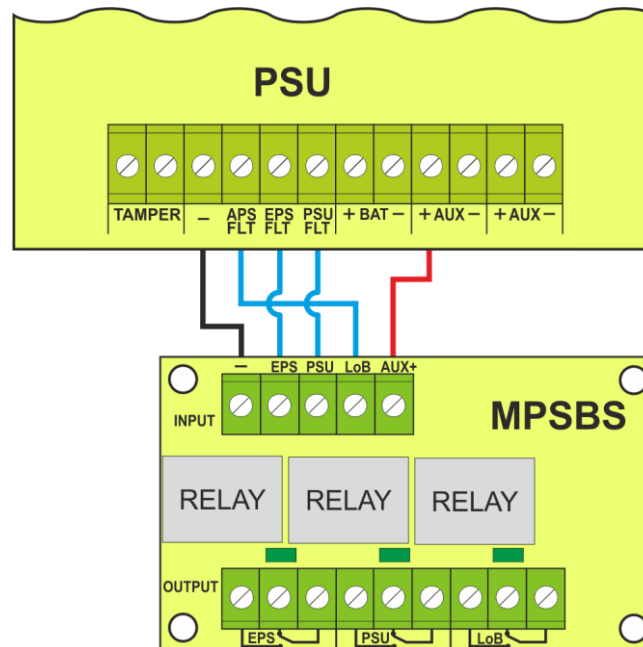 PSU
TAMPER – APS FLT EPS FLT PSU FLT + BAT – + AUX – + AUX –
– EPS PSU LoB AUX+
INPUT
MPSBS
RELAY RELAY RELAY
OUTPUT
EPS PSU LoB